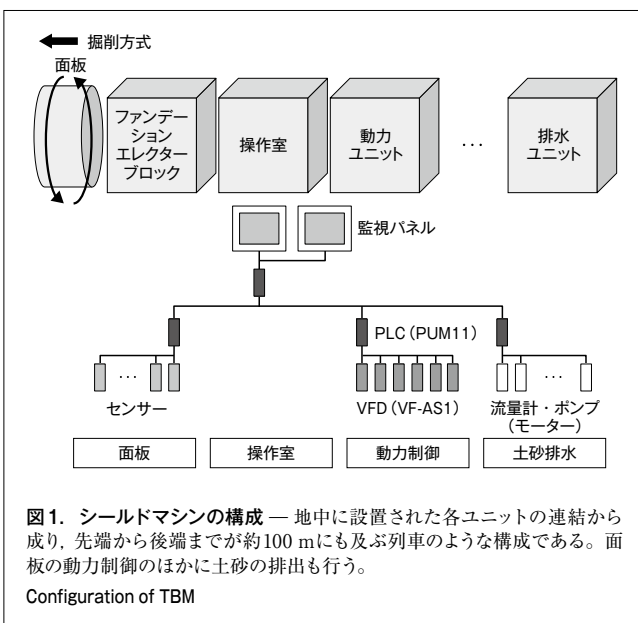 掘削方式
面板
ファンデー
ション
エレクター
ブロック
操作室
動力
ユニット
...
排水
ユニット
監視パネル
PLC(PUM11)
...
...
センサー
VFD(VF-AS1)
流量計・ポンプ
(モーター)
面板
操作室
動力制御
土砂排水
図1. シールドマシンの構成 — 地中に設置された各ユニットの連結から
成り,先端から後端までが約100 mにも及ぶ列車のような構成である。面
板の動力制御のほかに土砂の排出も行う。
Configuration of TBM